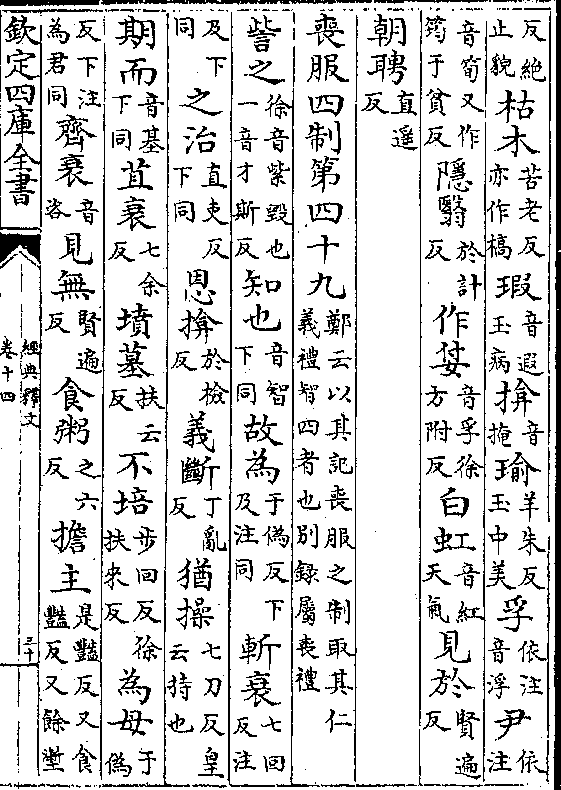 反絶止貌枯木苦老反亦作槁瑕音遐玉病揜音掩瑜羊朱反玉中美孚依注音浮尹依注
音筍又作筠于貧反隱翳於計反作姇音孚徐方附反白虹音紅天氣見於賢遍反
朝聘直遥反
喪服四制第四十九鄭云以其記喪服之制取其仁義禮智四者也别録屬喪禮
訾之徐音紫毁也一音才斯反知也音智下同故為于偽反下及注同斬衰七回反注
及下同之治直吏反下同恩揜於檢反義斷丁亂反猶操七刀反皇云持也
期而音基下同苴衰七余反墳墓扶云反不培步回反徐扶来反為母于偽
反下注為君同齊衰音咨見無賢遍反食粥之六反擔主是豔反又食豔反又餘塹
欽定四庫全書
經典釋文
卷十四
三十